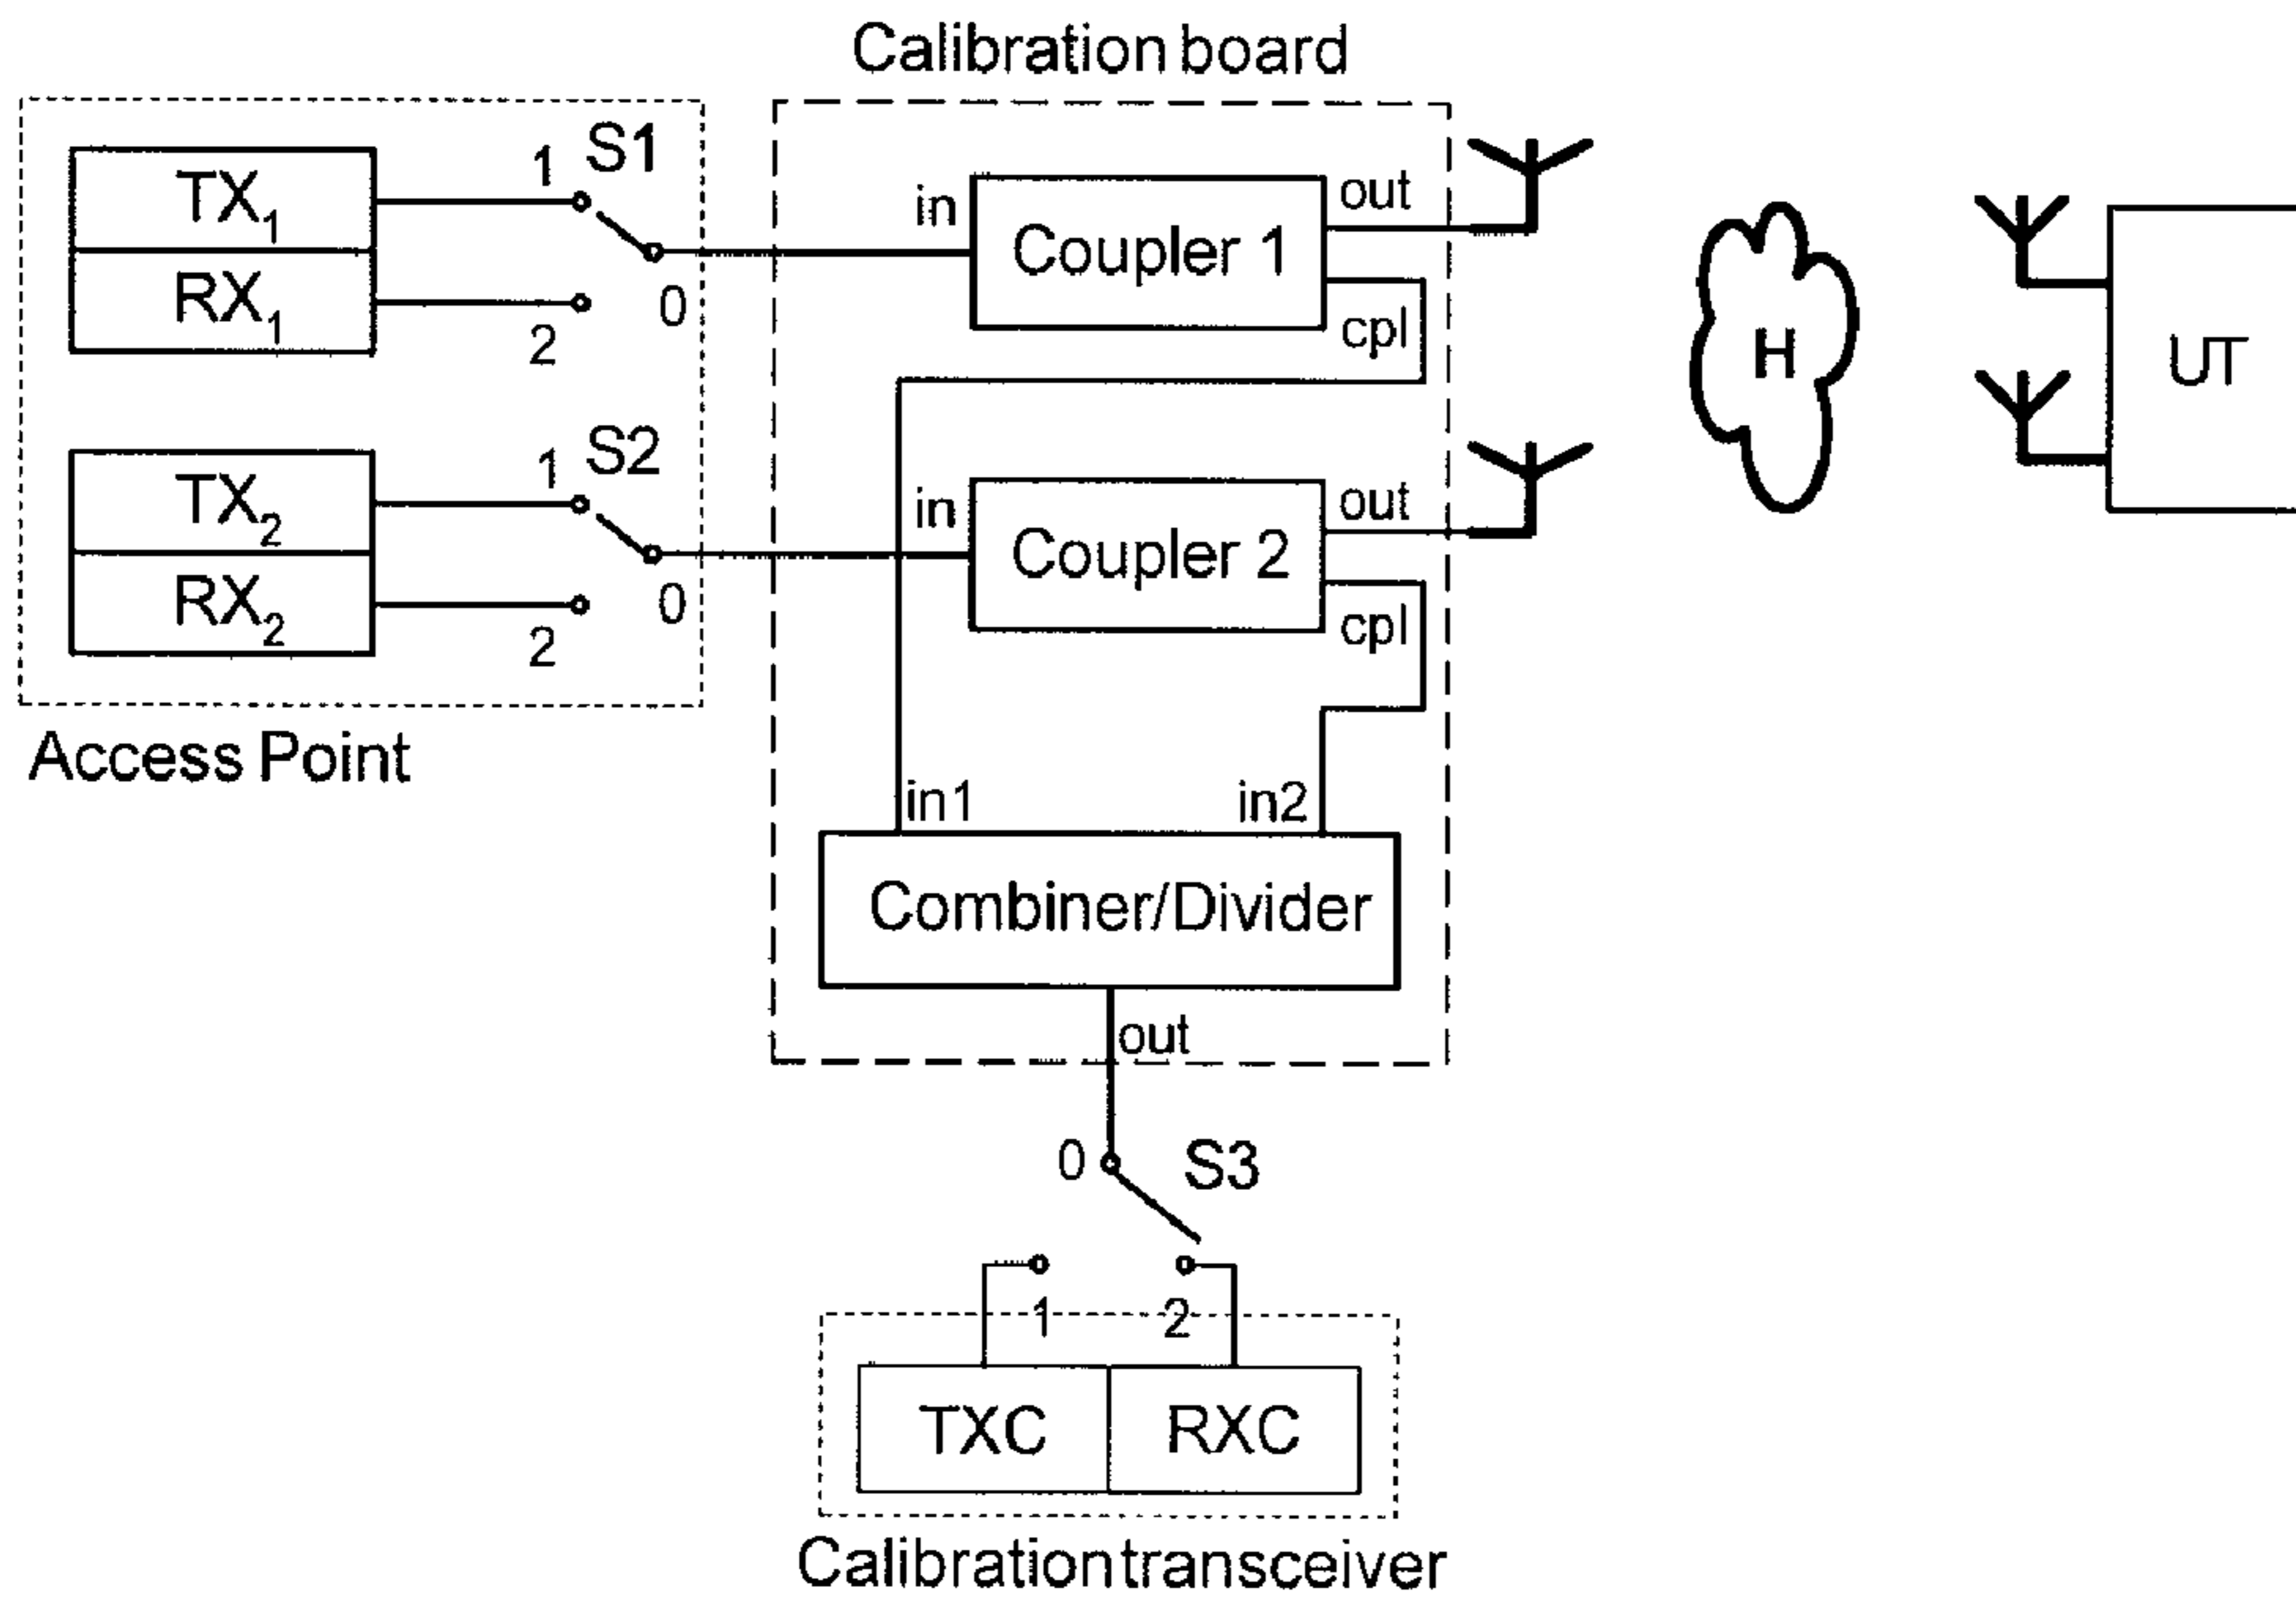 Calibration board
TX1
RX1
1
S1
2
0
in
Coupler 1
out
cpl
H
UT
TX2
RX2
1
S2
2
0
in
Coupler 2
out
cpl
Access Point
in1
in2
Combiner/Divider
out
0
S3
1
2
TXC
RXC
Calibration transceiver